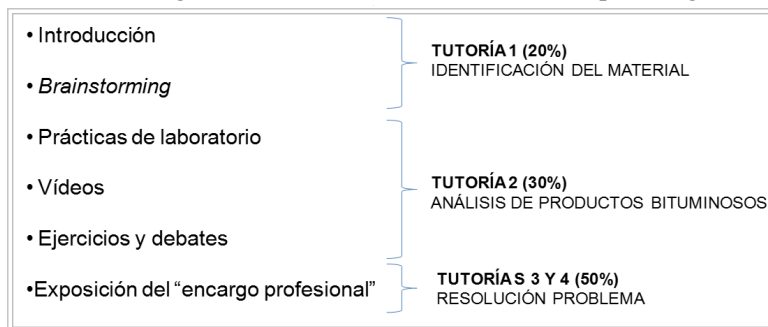 • Introducción
• Brainstorming
TUTORÍA 1 (20%)
IDENTIFICACIÓN DEL MATERIAL
• Prácticas de laboratorio
• Vídeos
• Ejercicios y debates
TUTORÍA 2 (30%)
ANÁLISIS DE PRODUCTOS BITUMINOSOS
•Exposición del “encargo profesional”
TUTORÍAS 3 Y 4 (50%)
RESOLUCIÓN PROBLEMA